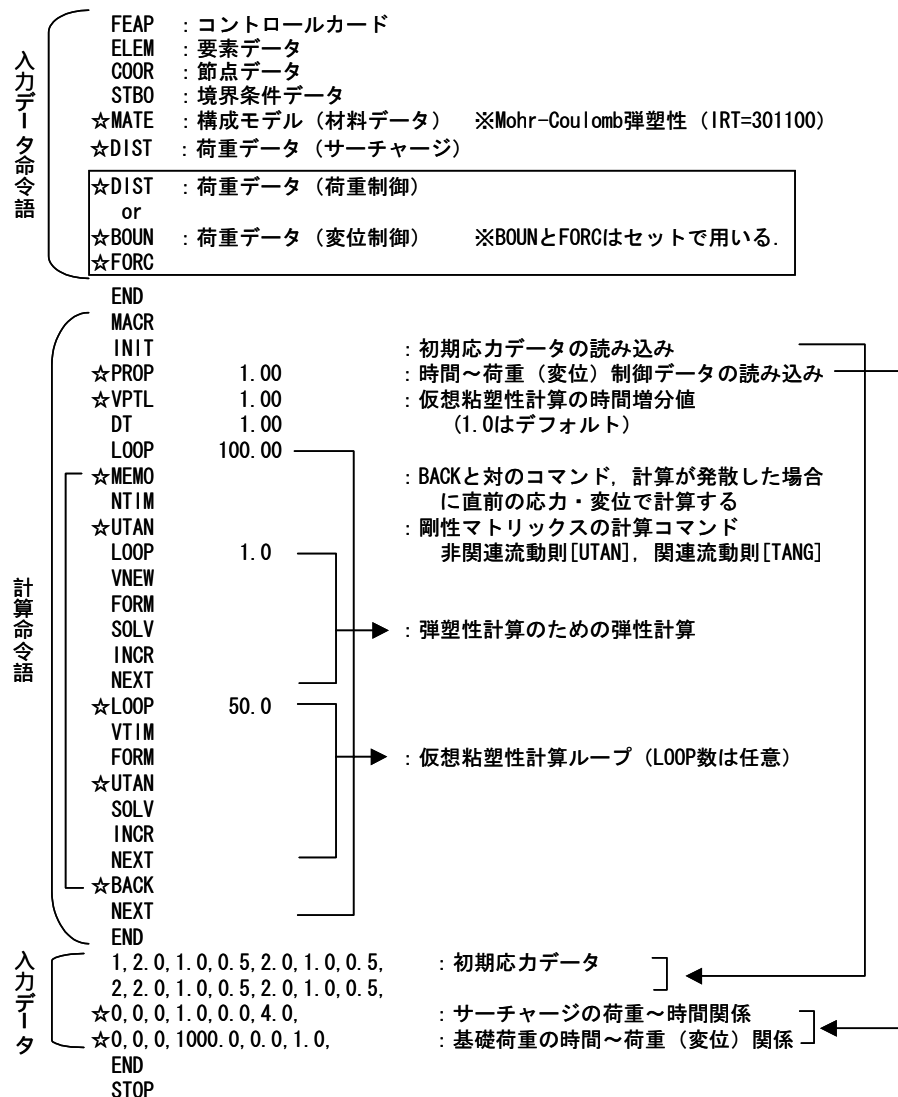 入力データ命令語
FEAP ：コントロールカード
ELEM ：要素データ
COOR ：節点データ
STBO ：境界条件データ
☆MATE ：構成モデル（材料データ） ※Mohr-Coulomb弾塑性（IRT=301100）
☆DIST ：荷重データ（サーチャージ）
☆DIST ：荷重データ（荷重制御）
or
☆BOUN ：荷重データ（変位制御） ※BOUNとFORCはセットで用いる．
☆FORC
END
計算命令語
MACR
INIT ：初期応力データの読み込み
☆PROP 1.00 ：時間～荷重（変位）制御データの読み込み
☆VPTL 1.00 ：仮想粘塑性計算の時間増分値
DT 1.00 （1.0はデフォルト）
LOOP 100.00
☆MEMO ：BACKと対のコマンド，計算が発散した場合
NTIM に直前の応力・変位で計算する
☆UTAN ：剛性マトリックスの計算コマンド
LOOP 1.0 非関連流動則[UTAN]，関連流動則[TANG]
VNEW
FORM
SOLV ：弾塑性計算のための弾性計算
INCR
NEXT
☆LOOP 50.0
VTIM
FORM ：仮想粘塑性計算ループ（LOOP数は任意）
☆UTAN
SOLV
INCR
NEXT
☆BACK
NEXT
END
入力データ
1,2.0,1.0,0.5,2.0,1.0,0.5, ：初期応力データ
2,2.0,1.0,0.5,2.0,1.0,0.5,
☆0,0,0,1.0,0.0,4.0, ：サーチャージの荷重～時間関係
☆0,0,0,1000.0,0.0,1.0, ：基礎荷重の時間～荷重（変位）関係
END
STOP